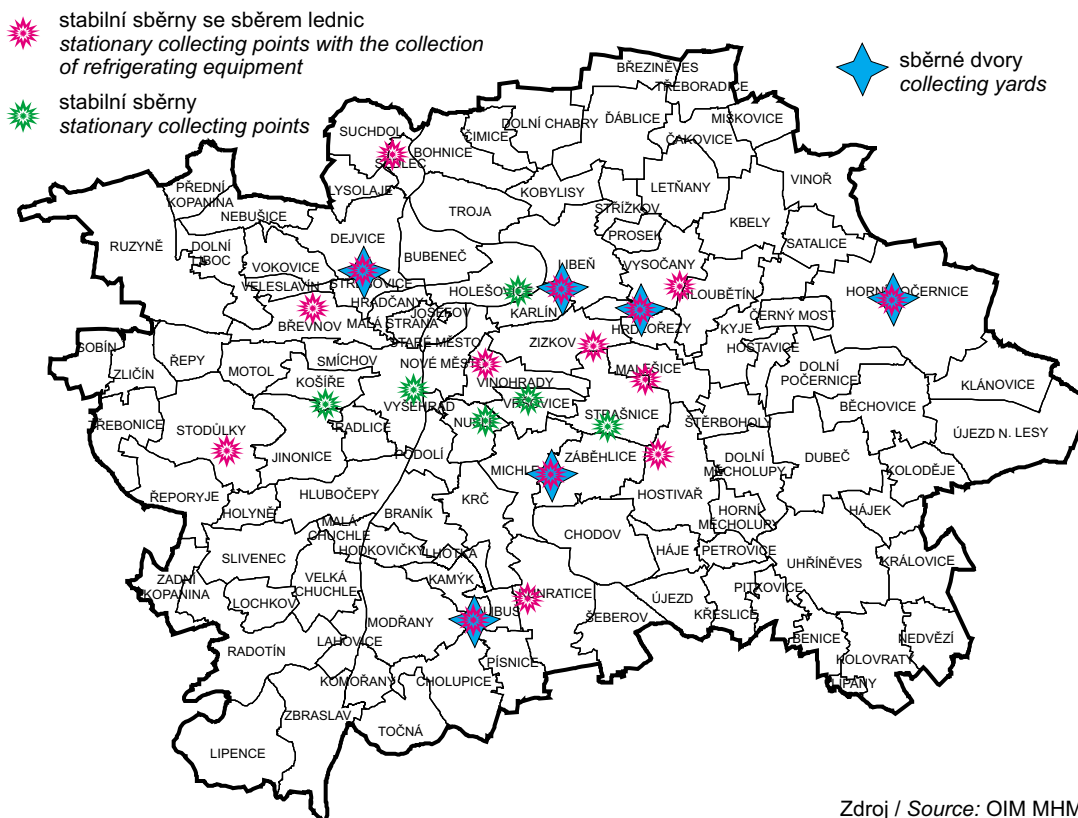 stabilní sběrny se sběrem lednic
stationary collecting points with the collection
of refrigerating equipment
stabilní sběrny
stationary collecting points
sběrné dvory
collecting yards
BŘEZINĚVES
TŘEBORADICE
MISKOVICE
ĎÁBLICE
DOLNÍ CHABRY
ČIMICE
ČAKOVICE
SUCHDOL
BOHNICE
VINOŘ
LETŇANY
KOBYLISY
LYSOLAJE
PŘEDNÍ
KOPANINA
NEBUŠICE
TROJA
STŘÍŽKOV
KBELY
PROSEK
SATALICE
RUZYNĚ
DOLNÍ
LIBOC
DEJVICE
VOKOVICE
BUBENEČ
LIBEŇ
VYSOČANY
VELESLAVÍN
HOLEŠOVICE
HLOUBĚTÍN
HORNÍ POČERNICE
HRADČANY
JOSEFOV
KARLÍN
BŘEVNOV
MALÁ STRANA
ČERNÝ MOST
STARÉ MĚSTO
KYJE
HOSTAVICE
SOBÍN
ŘEPY
SMÍCHOV
NOVÉ MĚSTO
ZIZKOV
ZLIČÍN
MOTOL
KOŠÍŘE
VINOHRADY
MALEŠICE
DOLNÍ
POČERNICE
KLÁNOVICE
VYŠEHRAD
VRŠOVICE
STRAŠNICE
ŠTĚRBOHOLY
BĚCHOVICE
TŘEBONICE
STODŮLKY
RADLICE
NUSLE
ÚJEZD N. LESY
JINONICE
PODOLÍ
MICHLE
ZÁBĚHLICE
DOLNÍ
MĚCHOLUPY
DUBEČ
KOLODĚJE
ŘEPORYJE
HLUBOČEPY
KRČ
HOSTIVAŘ
HOLYNĚ
BRANÍK
HORNÍ
MĚCHOLUPY
HÁJEK
MALÁ
CHUCHLE
HODKOVIČKY
LHOTKA
CHODOV
HÁJE
PETROVICE
SLIVENEC
UHŘÍNĚVES
KRÁLOVICE
ZADNÍ
KOPANINA
VELKÁ
CHUCHLE
KAMÝK
PITKOVICE
LOCHKOV
KUNRATICE
ÚJEZD
MODŘANY
LIBUŠ
ŠEBEROV
KŘESLICE
RADOTÍN
LAHOVICE
BENICE
NEDVĚZÍ
PÍSNICE
KOLOVRATY
KOMOŘANY
CHOLUPICE
LIPANY
ZBRASLAV
TOČNÁ
LIPENCE
Zdroj / Source: OIM MHM